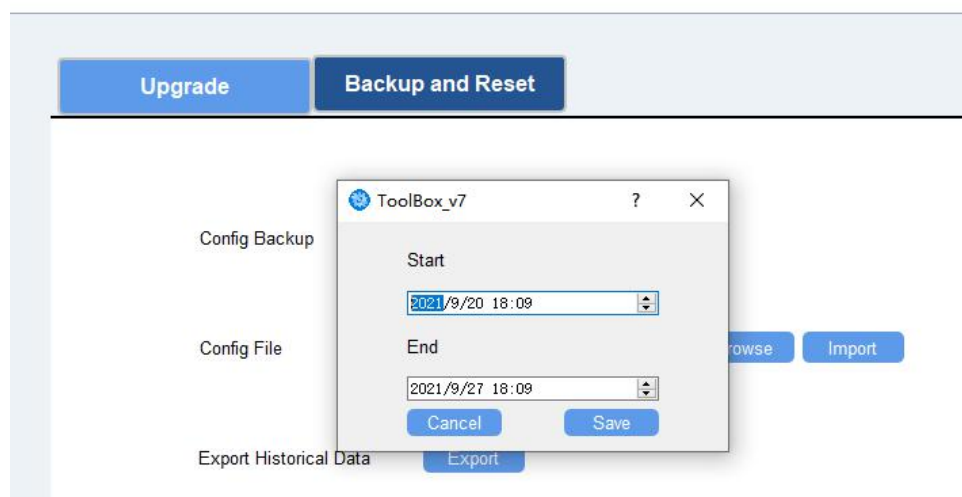 Upgrade
Backup and Reset
ToolBox_v7
?
Config Backup
Start
2021/9/20 18:09
Config File
End
rowse
Import
2021/9/27 18:09
Cancel
Save
Export Historical Data
Export